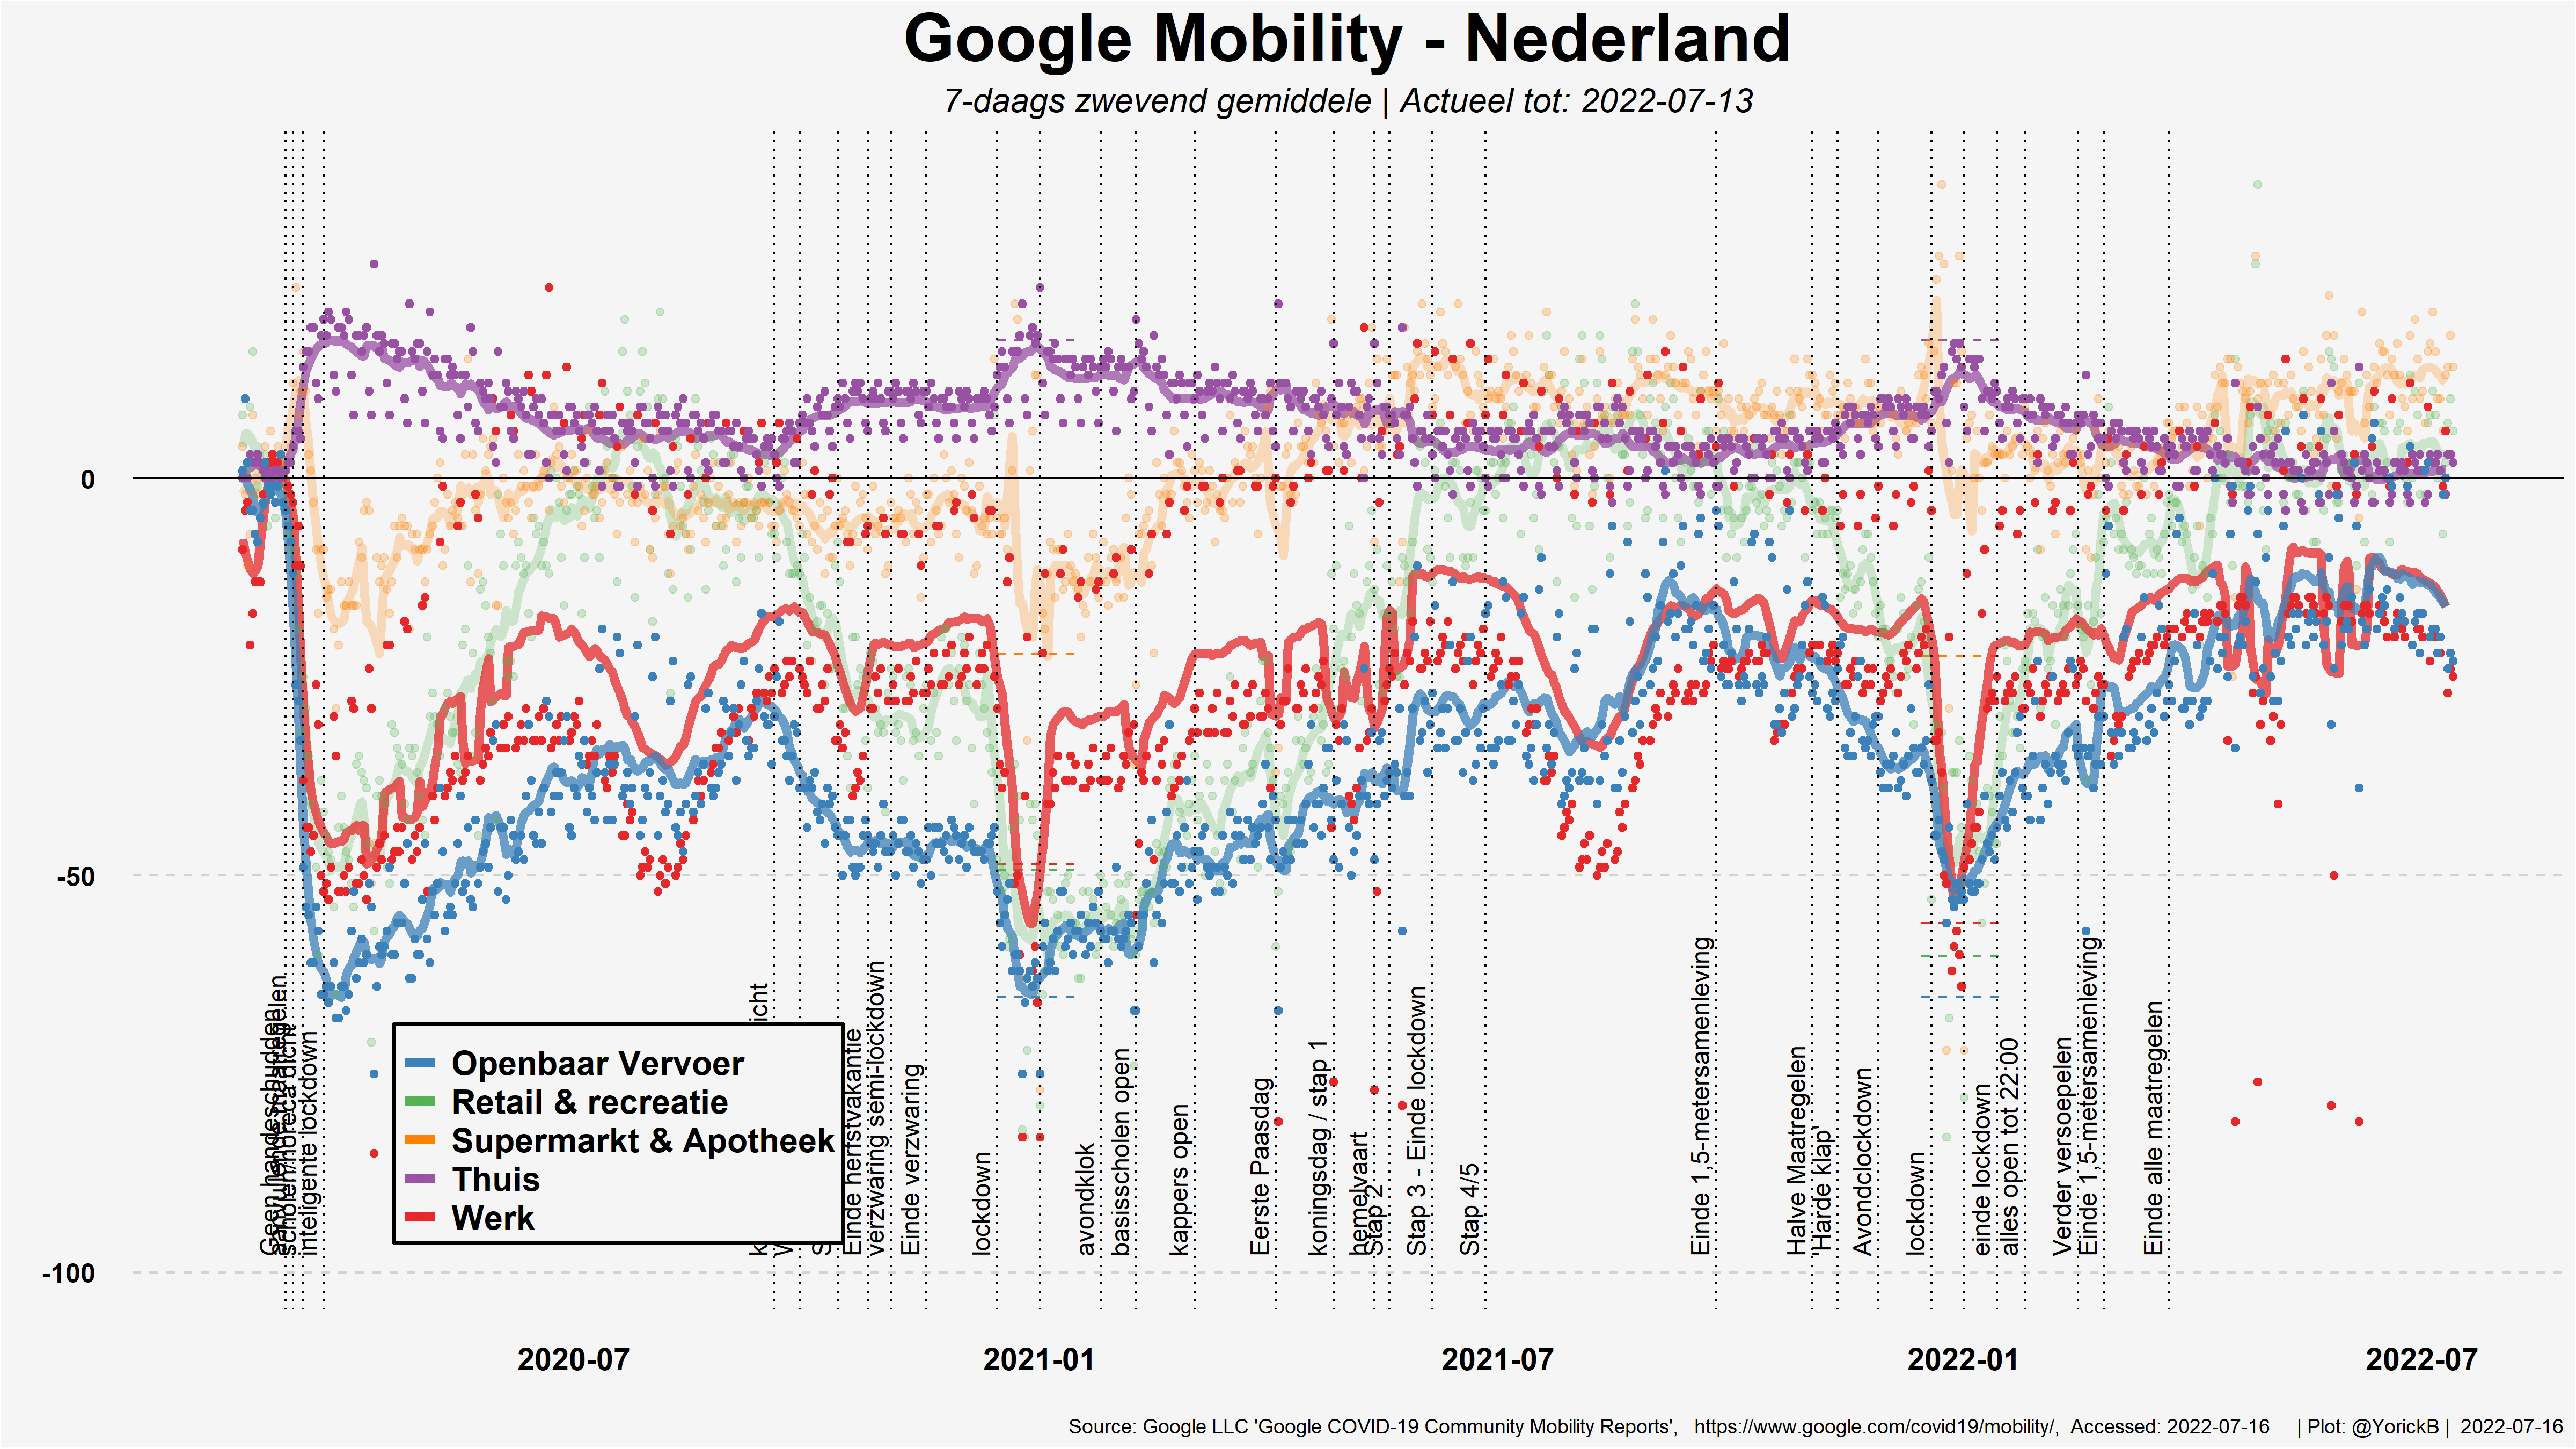 Google Mobility - Nederland
7-daags zwevend gemiddele | Actueel tot: 2022-07-13
0
-50
-100
inteligente lockdown
Einde herfstvakantie
verzwaring semi-lockdown
Einde verzwaring
lockdown
avondklok
basisscholen open
kappers open
Eerste Paasdag
koningsdag / stap 1
hemelvaart
Stap 2
Stap 3 - Einde lockdown
Stap 4/5
Einde 1,5-metersamenleving
Halve Maatregelen
'Harde klap'
Avondclockdown
lockdown
einde lockdown
alles open tot 22:00
Verder versoepelen
Einde 1,5-metersamenleving
Einde alle maatregelen
Openbaar Vervoer
Retail & recreatie
Supermarkt & Apotheek
Thuis
Werk
2020-07
2021-01
2021-07
2022-01
2022-07
Source: Google LLC 'Google COVID-19 Community Mobility Reports', https://www.google.com/covid19/mobility/, Accessed: 2022-07-16 | Plot: @YorickB | 2022-07-16